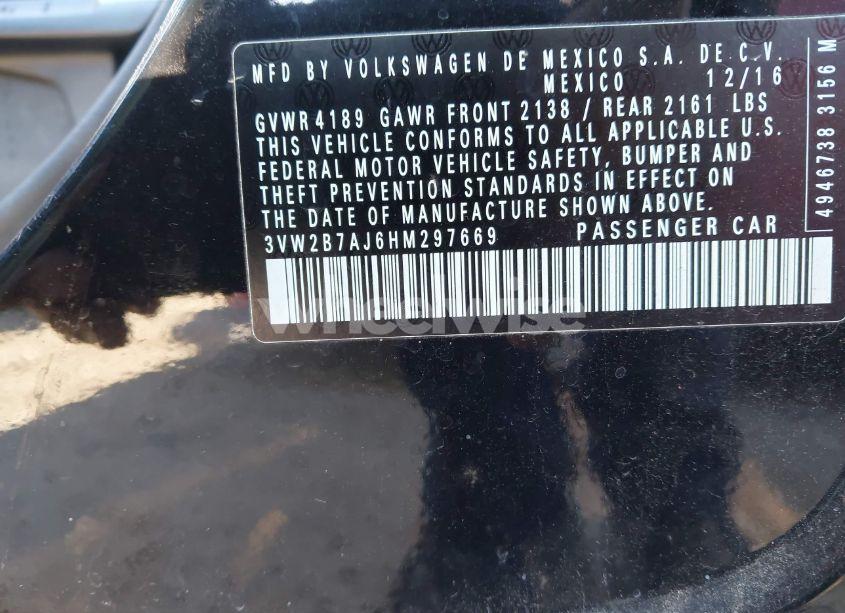 MFD BY VOLKSWAGEN DE MEXICO S.A. DE C.V.
MEXICO 12/16
GVWR 4189 GAWR FRONT 2138 / REAR 2161 LBS
THIS VEHICLE CONFORMS TO ALL APPLICABLE U.S.
FEDERAL MOTOR VEHICLE SAFETY, BUMPER AND
THEFT PREVENTION STANDARDS IN EFFECT ON
THE DATE OF MANUFACTURE SHOWN ABOVE.
3VW2B7AJ6HM297669 PASSENGER CAR
4946738 3156 M
wheelwise